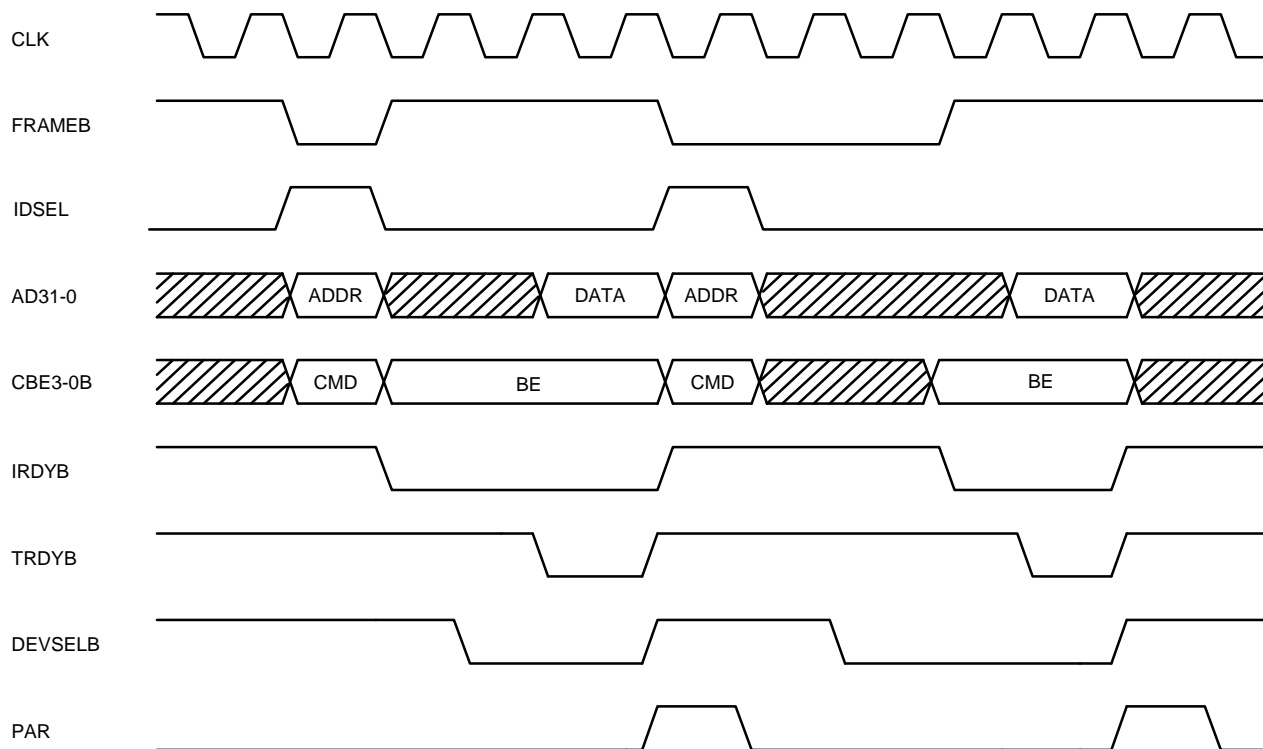 CLK
FRAMEB
IDSEL
AD31-0 ADDR DATA ADDR DATA
CBE3-0B CMD BE CMD BE
IRDYB
TRDYB
DEVSELB
PAR